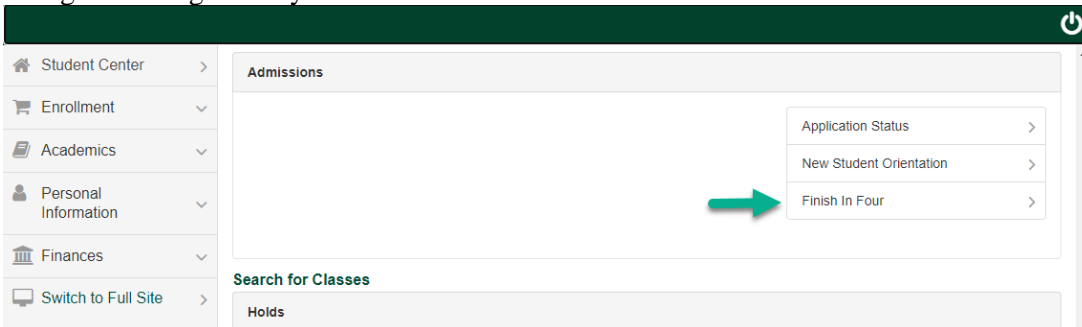 Student Center
Enrollment
Academics
Personal
Information
Finances
Switch to Full Site
Admissions
Application Status
New Student Orientation
Finish In Four
Search for Classes
Holds